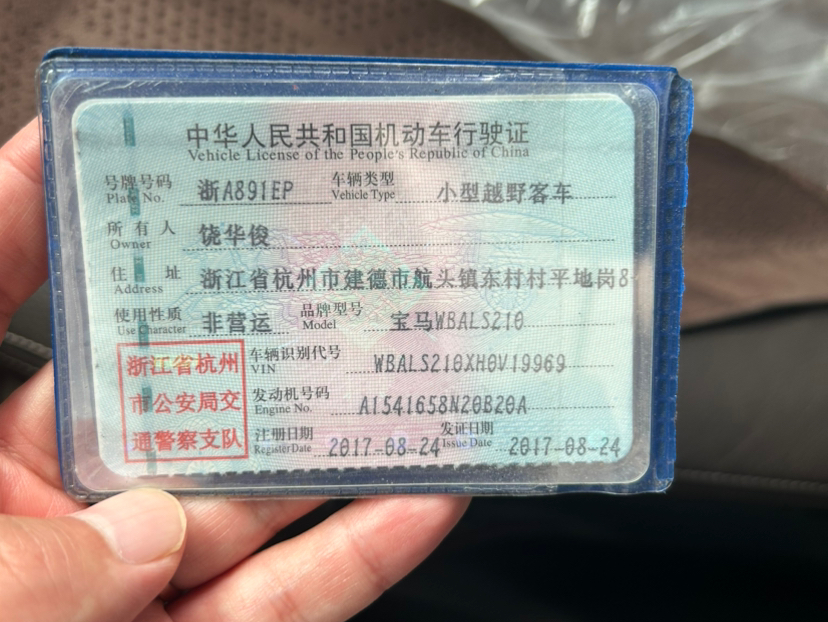 中华人民共和国机动车行驶证
Vehicle License of the People's Republic of China
号牌号码 浙A891EP 车辆类型 小型越野客车
Plate No. Vehicle Type
所有人 饶华俊
Owner
住址 浙江省杭州市建德市航头镇东村村平地岗8
Address
使用性质 非营运 品牌型号 宝马WBALS210
Use Character Model
浙江省杭州
市公安局交
通警察支队
车辆识别代号 WBALS210XH0V19969
VIN
发动机号码 A1541658N20B20A
Engine No.
注册日期 2017-08-24 发证日期 2017-08-24
Register Date Issue Date